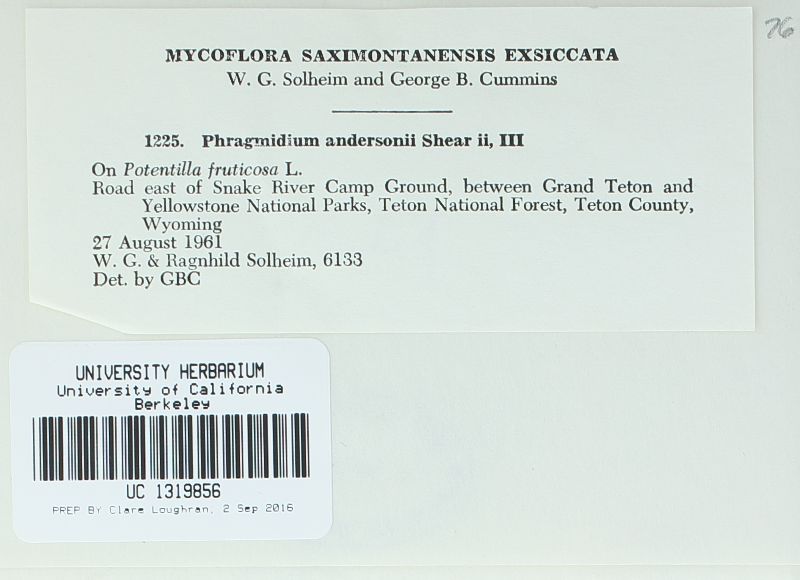 76
MYCOFLORA SAXIMONTANENSIS EXSICCATA
W. G. Solheim and George B. Cummins
1225. Phragmidium andersonii Shear ii, III
On Potentilla fruticosa L.
Road east of Snake River Camp Ground, between Grand Teton and
Yellowstone National Parks, Teton National Forest, Teton County,
Wyoming
27 August 1961
W. G. & Ragnhild Solheim, 6133
Det. by GBC
UNIVERSITY HERBARIUM
University of California
Berkeley
UC 1319856
PREP BY Clare Loughran, 2 Sep 2016